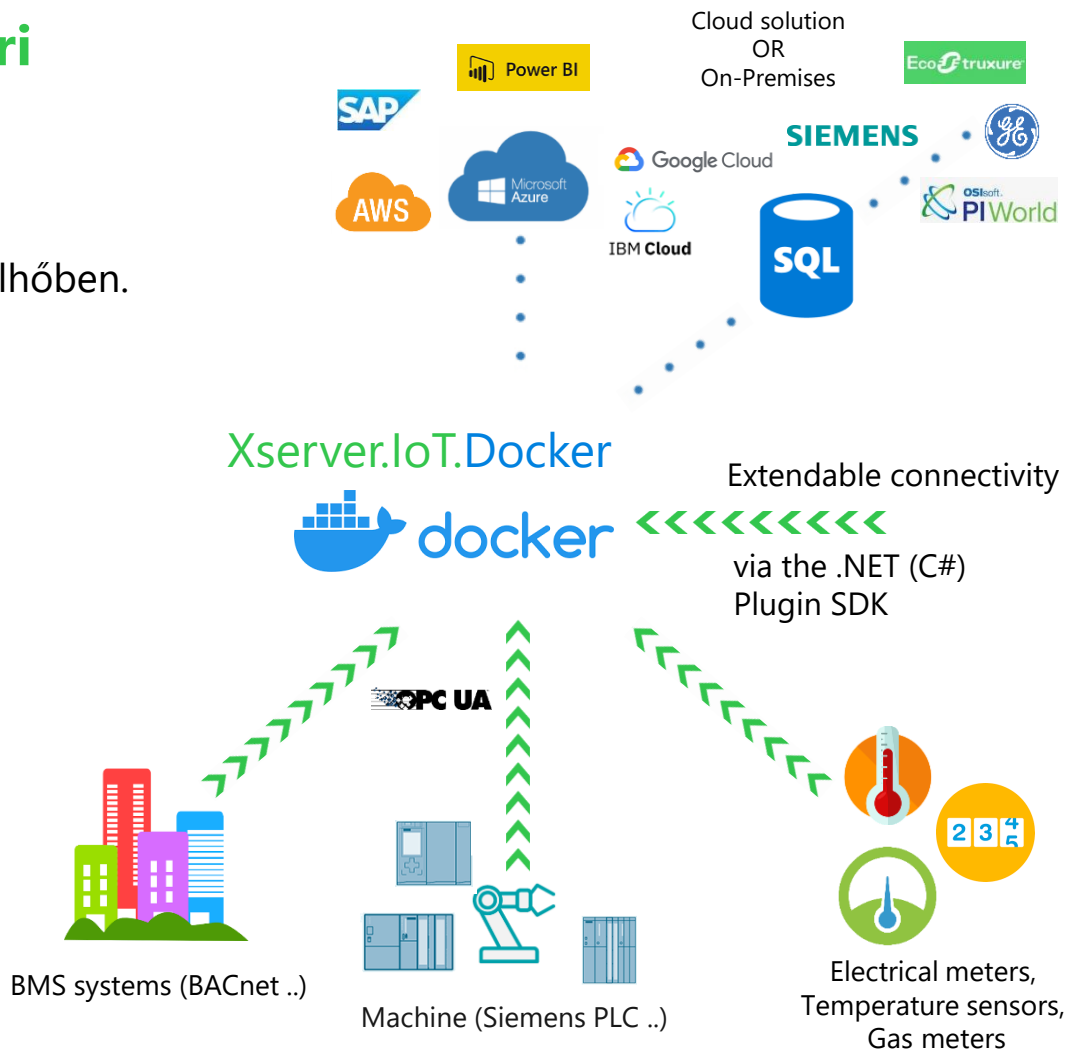 ri
lhőben.
Cloud solution
OR
On-Premises
Power BI
EcoStruxure
SAP
SIEMENS
GE
Google Cloud
Microsoft
Azure
AWS
OSIsoft.
PI World
IBM Cloud
SQL
Xserver.IoT.Docker
docker
Extendable connectivity
via the .NET (C#)
Plugin SDK
OPC UA
2 3 4
5
BMS systems (BACnet ..)
Machine (Siemens PLC ..)
Electrical meters,
Temperature sensors,
Gas meters